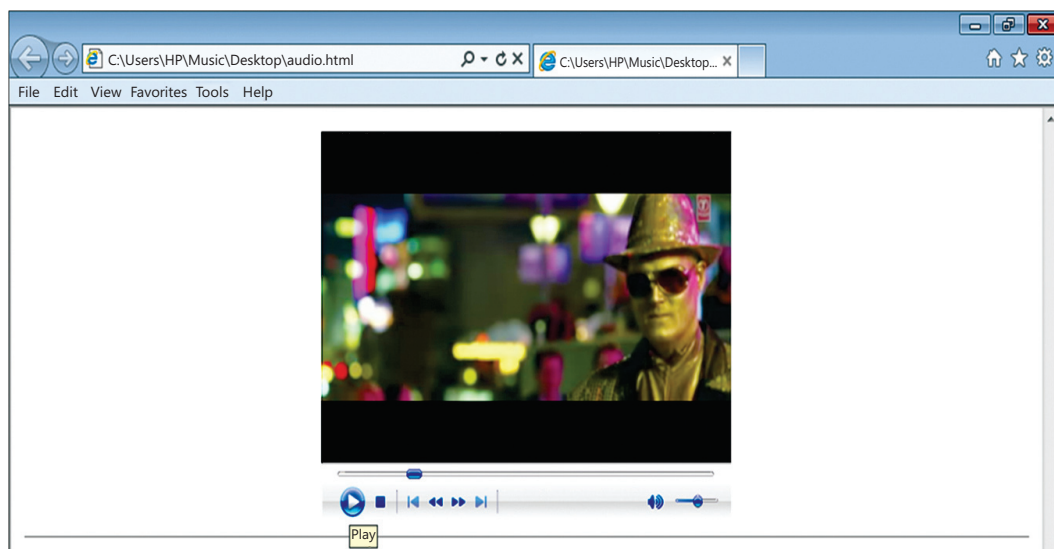 C:\Users\HP\Music\Desktop\audio.html
C:\Users\HP\Music\Desktop...
File Edit View Favorites Tools Help
Play